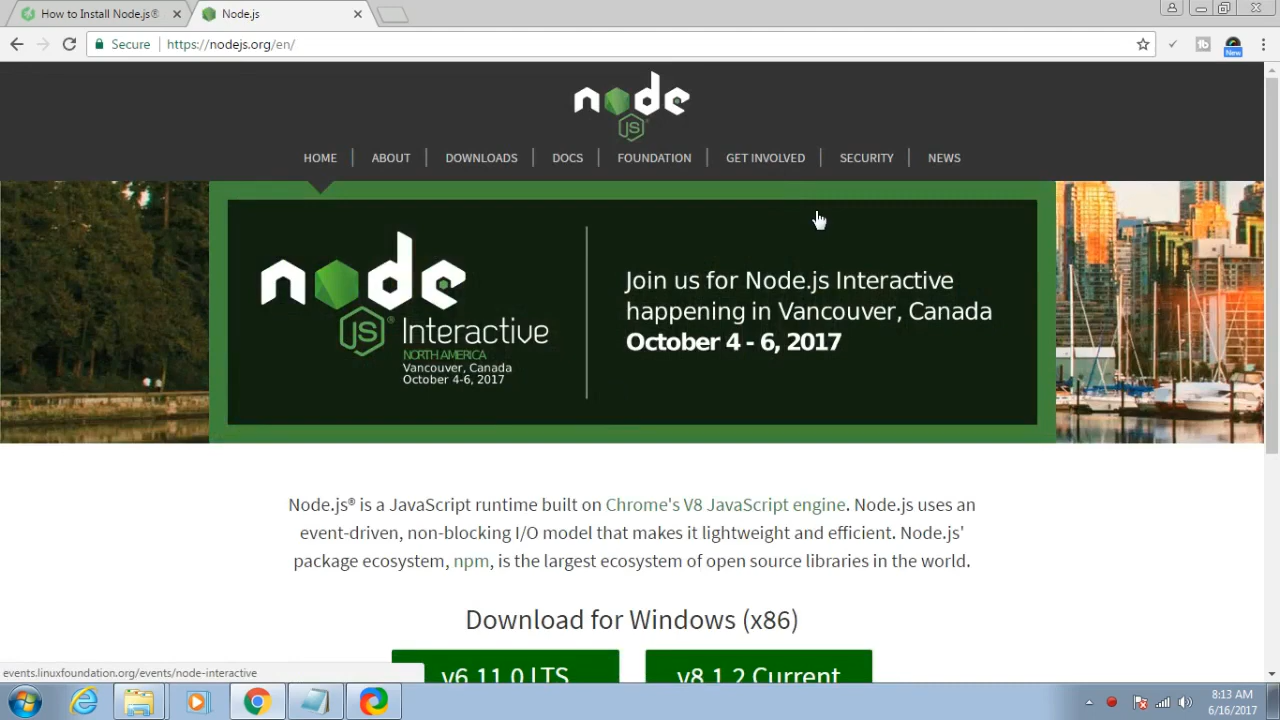 How to Install Node.js®
Node.js
Secure
https://nodejs.org/en/
New
node
JS
HOME
ABOUT
DOWNLOADS
DOCS
FOUNDATION
GET INVOLVED
SECURITY
NEWS
node
JS
Interactive
NORTH AMERICA
Vancouver, Canada
October 4-6, 2017
Join us for Node.js Interactive
happening in Vancouver, Canada
October 4 - 6, 2017
Node.js® is a JavaScript runtime built on Chrome's V8 JavaScript engine. Node.js uses an
event-driven, non-blocking I/O model that makes it lightweight and efficient. Node.js'
package ecosystem, npm, is the largest ecosystem of open source libraries in the world.
Download for Windows (x86)
v6.11.0 LTS
v8.1.2 Current
events.linuxfoundation.org/events/node-interactive
8:13 AM
6/16/2017